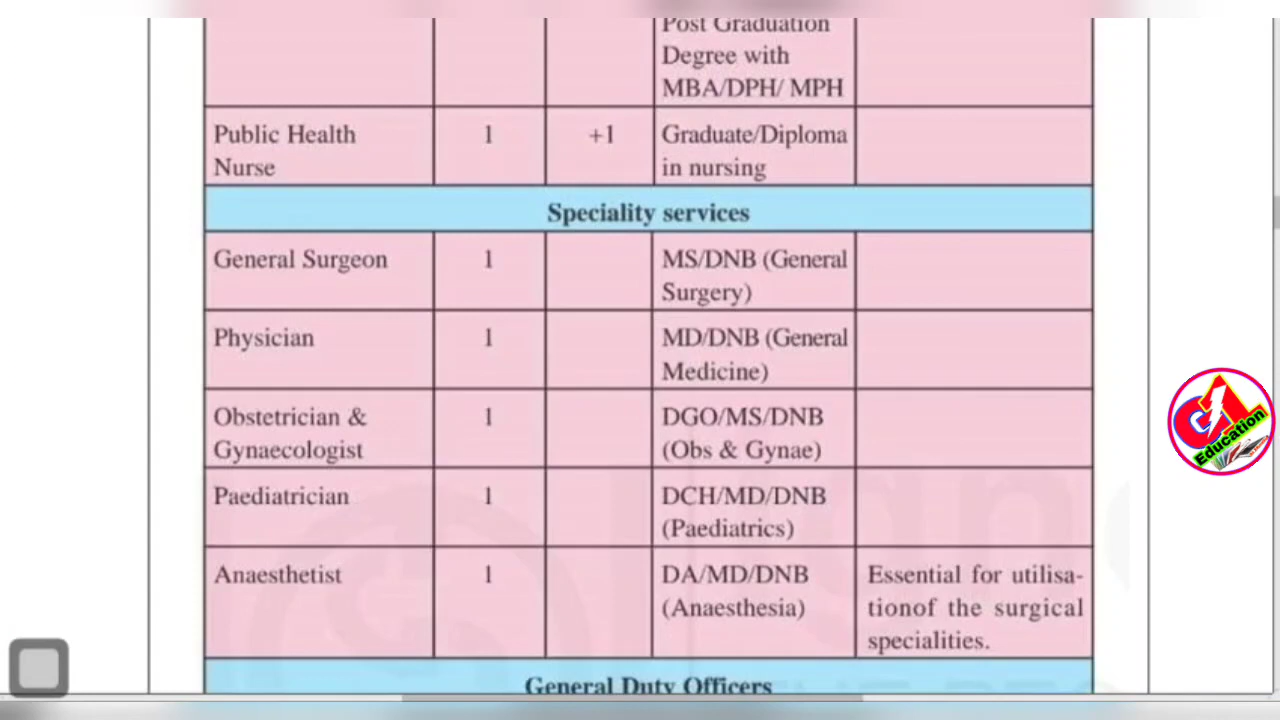 Post Graduation
Degree with
MBA/DPH/ MPH
Public Health
Nurse
1
+1
Graduate/Diploma
in nursing
Speciality services
General Surgeon
1
MS/DNB (General
Surgery)
Physician
1
MD/DNB (General
Medicine)
Obstetrician &
Gynaecologist
1
DGO/MS/DNB
(Obs & Gynae)
Paediatrician
1
DCH/MD/DNB
(Paediatrics)
Anaesthetist
1
DA/MD/DNB
(Anaesthesia)
Essential for utilisa-
tionof the surgical
specialities.
General Duty Officers
Education